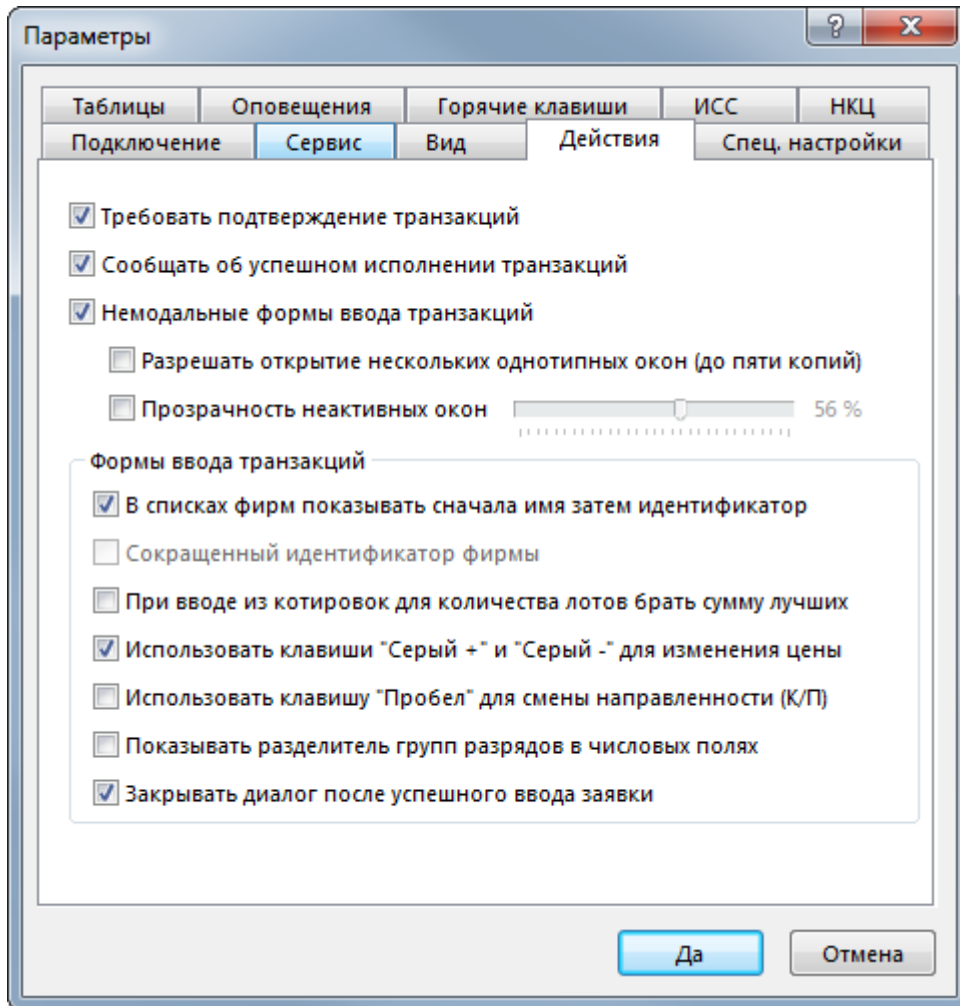 Параметры
Таблицы Оповещения Горячие клавиши ИСС НКЦ
Подключение Сервис Вид Действия Спец. настройки
Требовать подтверждение транзакций
Сообщать об успешном исполнении транзакций
Немодальные формы ввода транзакций
Разрешать открытие нескольких однотипных окон (до пяти копий)
Прозрачность неактивных окон 56 %
Формы ввода транзакций
В списках фирм показывать сначала имя затем идентификатор
Сокращенный идентификатор фирмы
При вводе из котировок для количества лотов брать сумму лучших
Использовать клавиши "Серый +" и "Серый -" для изменения цены
Использовать клавишу "Пробел" для смены направленности (К/П)
Показывать разделитель групп разрядов в числовых полях
Закрывать диалог после успешного ввода заявки
Да Отмена